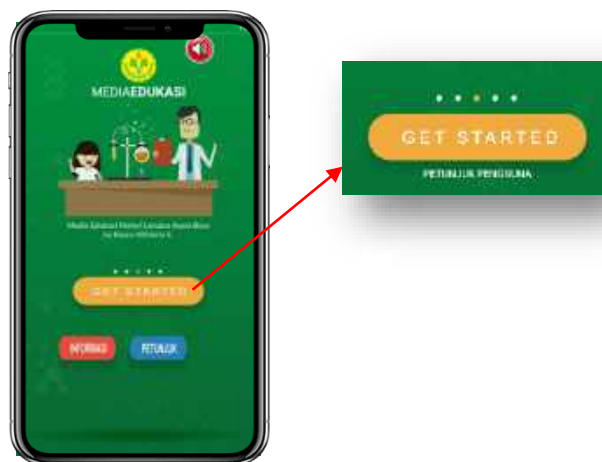 MEDIAEDUKASI
GET STARTED
INFORMASI
PETUNJUK
GET STARTED
PETUNJUK PENGGUNA